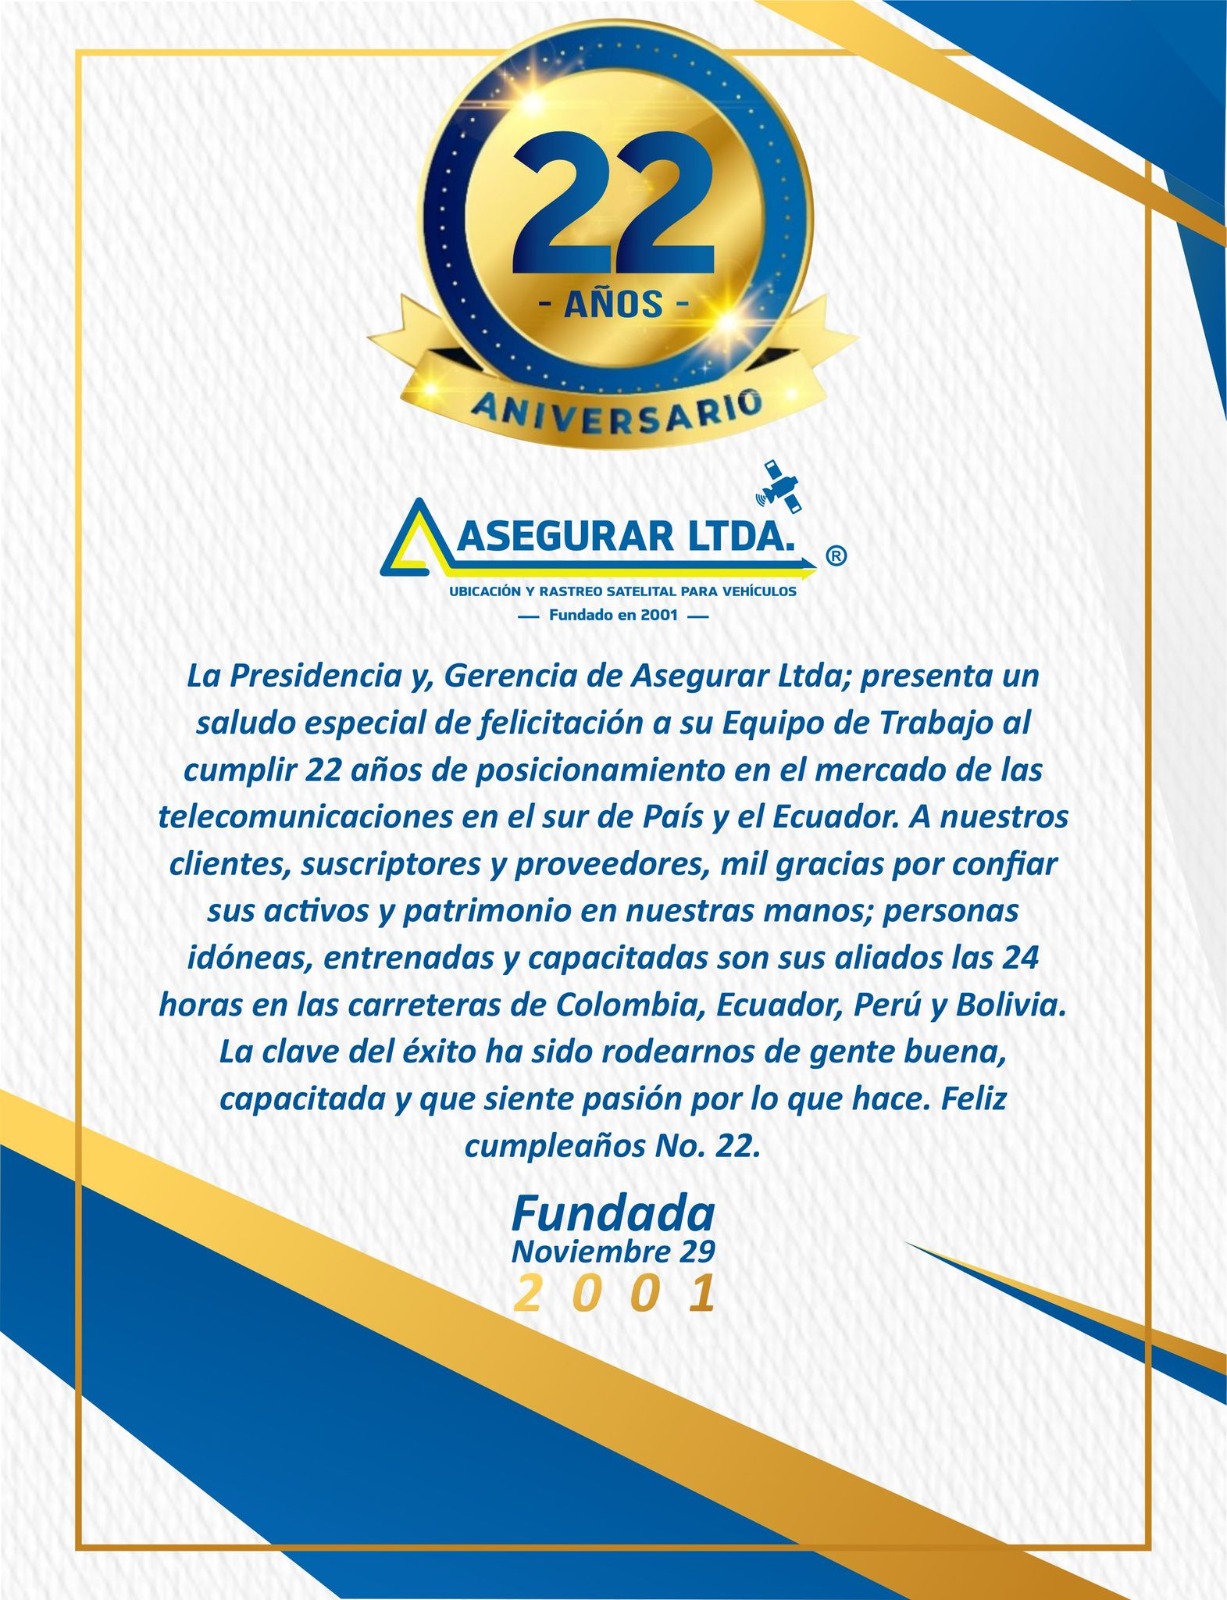 22
- AÑOS -
ANIVERSARIO
ASEGURAR LTDA. ®
UBICACIÓN Y RASTREO SATELITAL PARA VEHÍCULOS
Fundado en 2001
La Presidencia y, Gerencia de Asegurar Ltda; presenta un
saludo especial de felicitación a su Equipo de Trabajo al
cumplir 22 años de posicionamiento en el mercado de las
telecomunicaciones en el sur de País y el Ecuador. A nuestros
clientes, suscriptores y proveedores, mil gracias por confiar
sus activos y patrimonio en nuestras manos; personas
idóneas, entrenadas y capacitadas son sus aliados las 24
horas en las carreteras de Colombia, Ecuador, Perú y Bolivia.
La clave del éxito ha sido rodearnos de gente buena,
capacitada y que siente pasión por lo que hace. Feliz
cumpleaños No. 22.
Fundada
Noviembre 29
2001